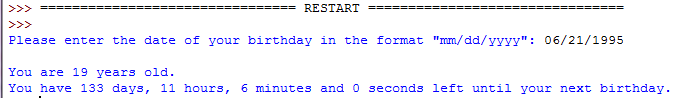 >>> ================================ RESTART ================================
>>>
Please enter the date of your birthday in the format "mm/dd/yyyy": 06/21/1995
You are 19 years old.
You have 133 days, 11 hours, 6 minutes and 0 seconds left until your next birthday.